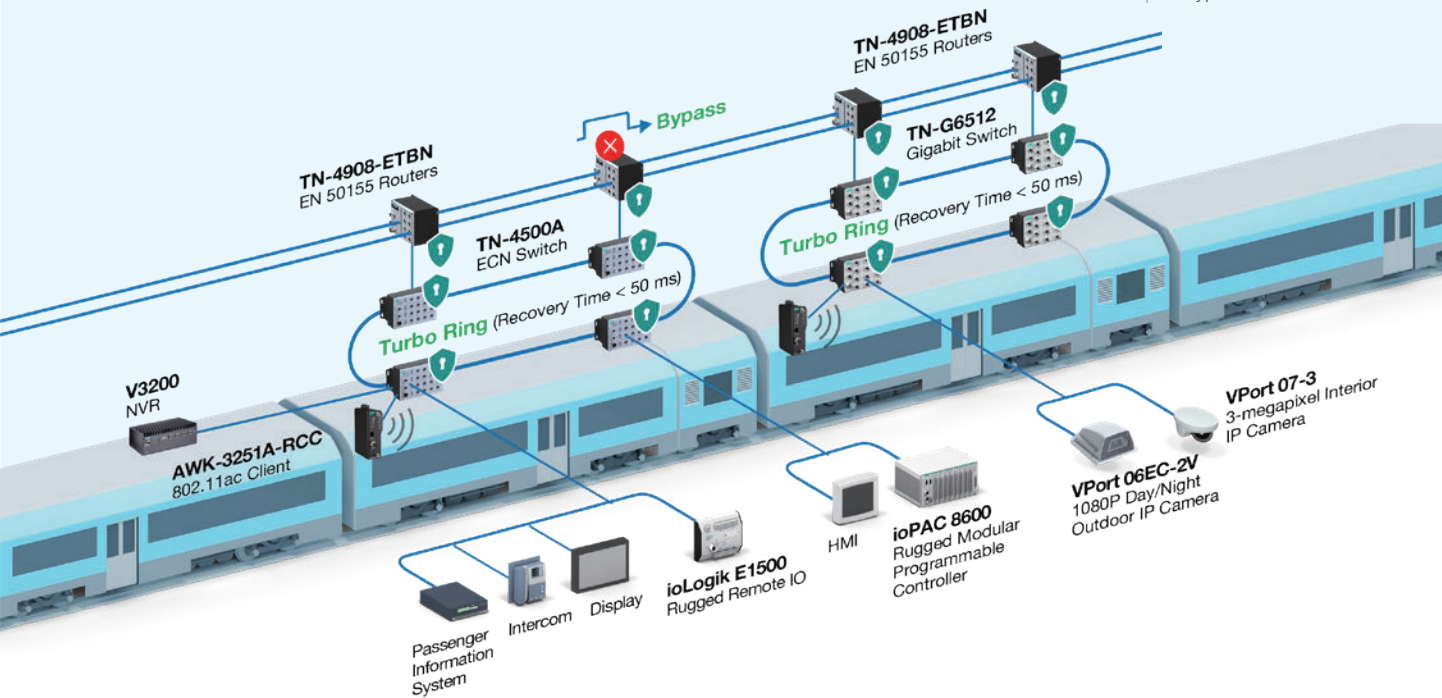 TN-4908-ETBN
EN 50155 Routers
Bypass
TN-4908-ETBN
EN 50155 Routers
TN-G6512
Gigabit Switch
TN-4500A
ECN Switch
Turbo Ring (Recovery Time < 50 ms)
Turbo Ring (Recovery Time < 50 ms)
V3200
NVR
AWK-3251A-RCC
802.11ac Client
VPort 07-3
3-megapixel Interior
IP Camera
VPort 06EC-2V
1080P Day/Night
Outdoor IP Camera
HMI
ioPAC 8600
Rugged Modular
Programmable
Controller
ioLogik E1500
Rugged Remote IO
Display
Intercom
Passenger
Information
System